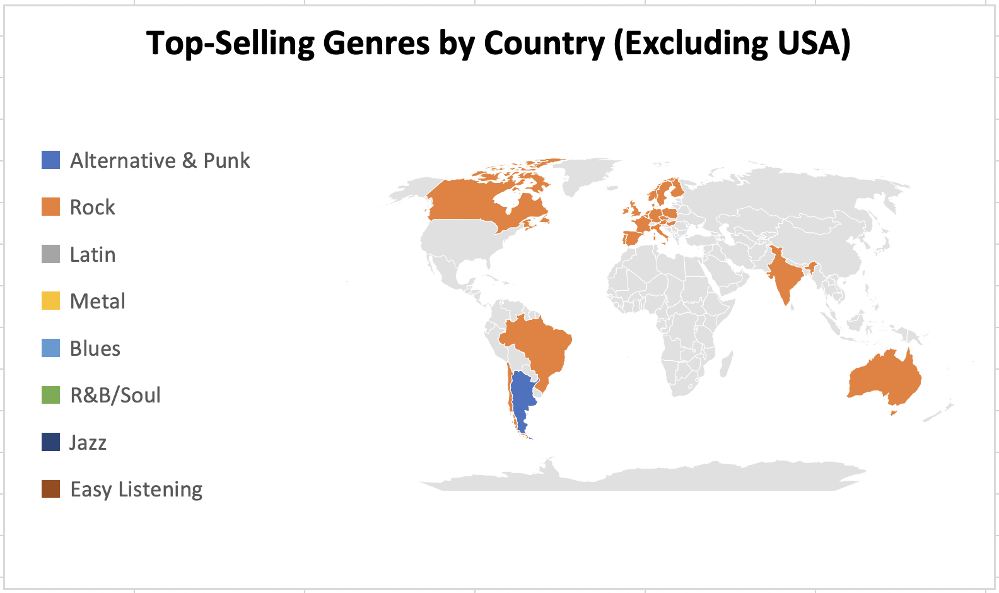 Top-Selling Genres by Country (Excluding USA)
Alternative & Punk
Rock
Latin
Metal
Blues
R&B/Soul
Jazz
Easy Listening